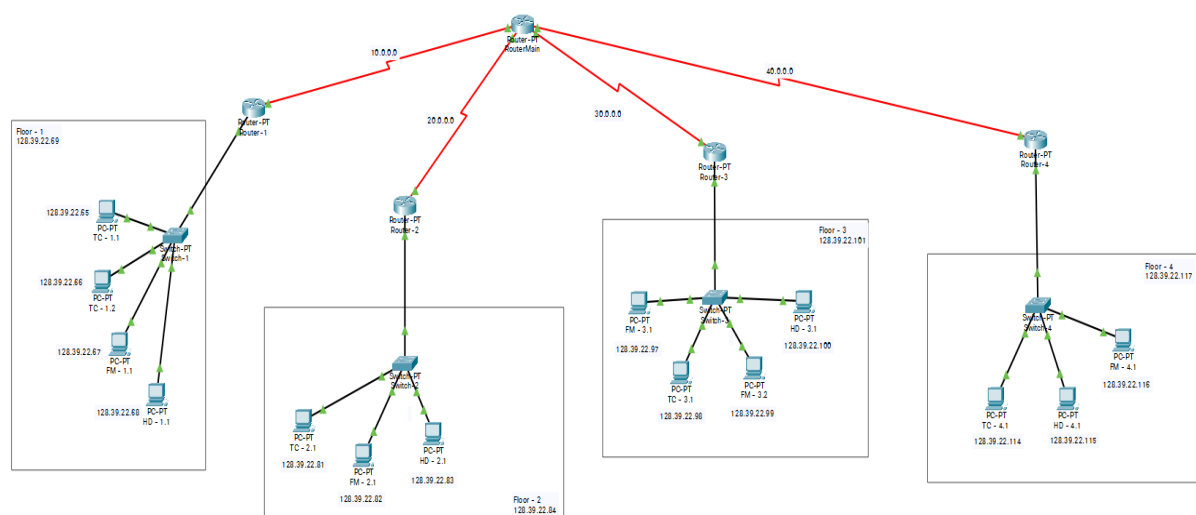 Router-PT
RouterMain
10.0.0.0
20.0.0.0
30.0.0.0
40.0.0.0
Router-PT
Router-1
Floor - 1
128.39.22.69
128.39.22.65
PC-PT
TC - 1.1
Switch-PT
Switch-1
128.39.22.66
PC-PT
TC - 1.2
128.39.22.67
PC-PT
FM - 1.1
128.39.22.68
PC-PT
HD - 1.1
Router-PT
Router-2
Switch-PT
Switch-2
PC-PT
TC - 2.1
128.39.22.81
PC-PT
FM - 2.1
128.39.22.82
PC-PT
HD - 2.1
128.39.22.83
Floor - 2
128.39.22.84
Router-PT
Router-3
Floor - 3
128.39.22.101
Switch-PT
Switch-3
PC-PT
FM - 3.1
128.39.22.97
PC-PT
TC - 3.1
128.39.22.98
PC-PT
FM - 3.2
128.39.22.99
PC-PT
HD - 3.1
128.39.22.100
Router-PT
Router-4
Floor - 4
128.39.22.117
Switch-PT
Switch-4
PC-PT
FM - 4.1
128.39.22.116
PC-PT
TC - 4.1
128.39.22.114
PC-PT
HD - 4.1
128.39.22.115